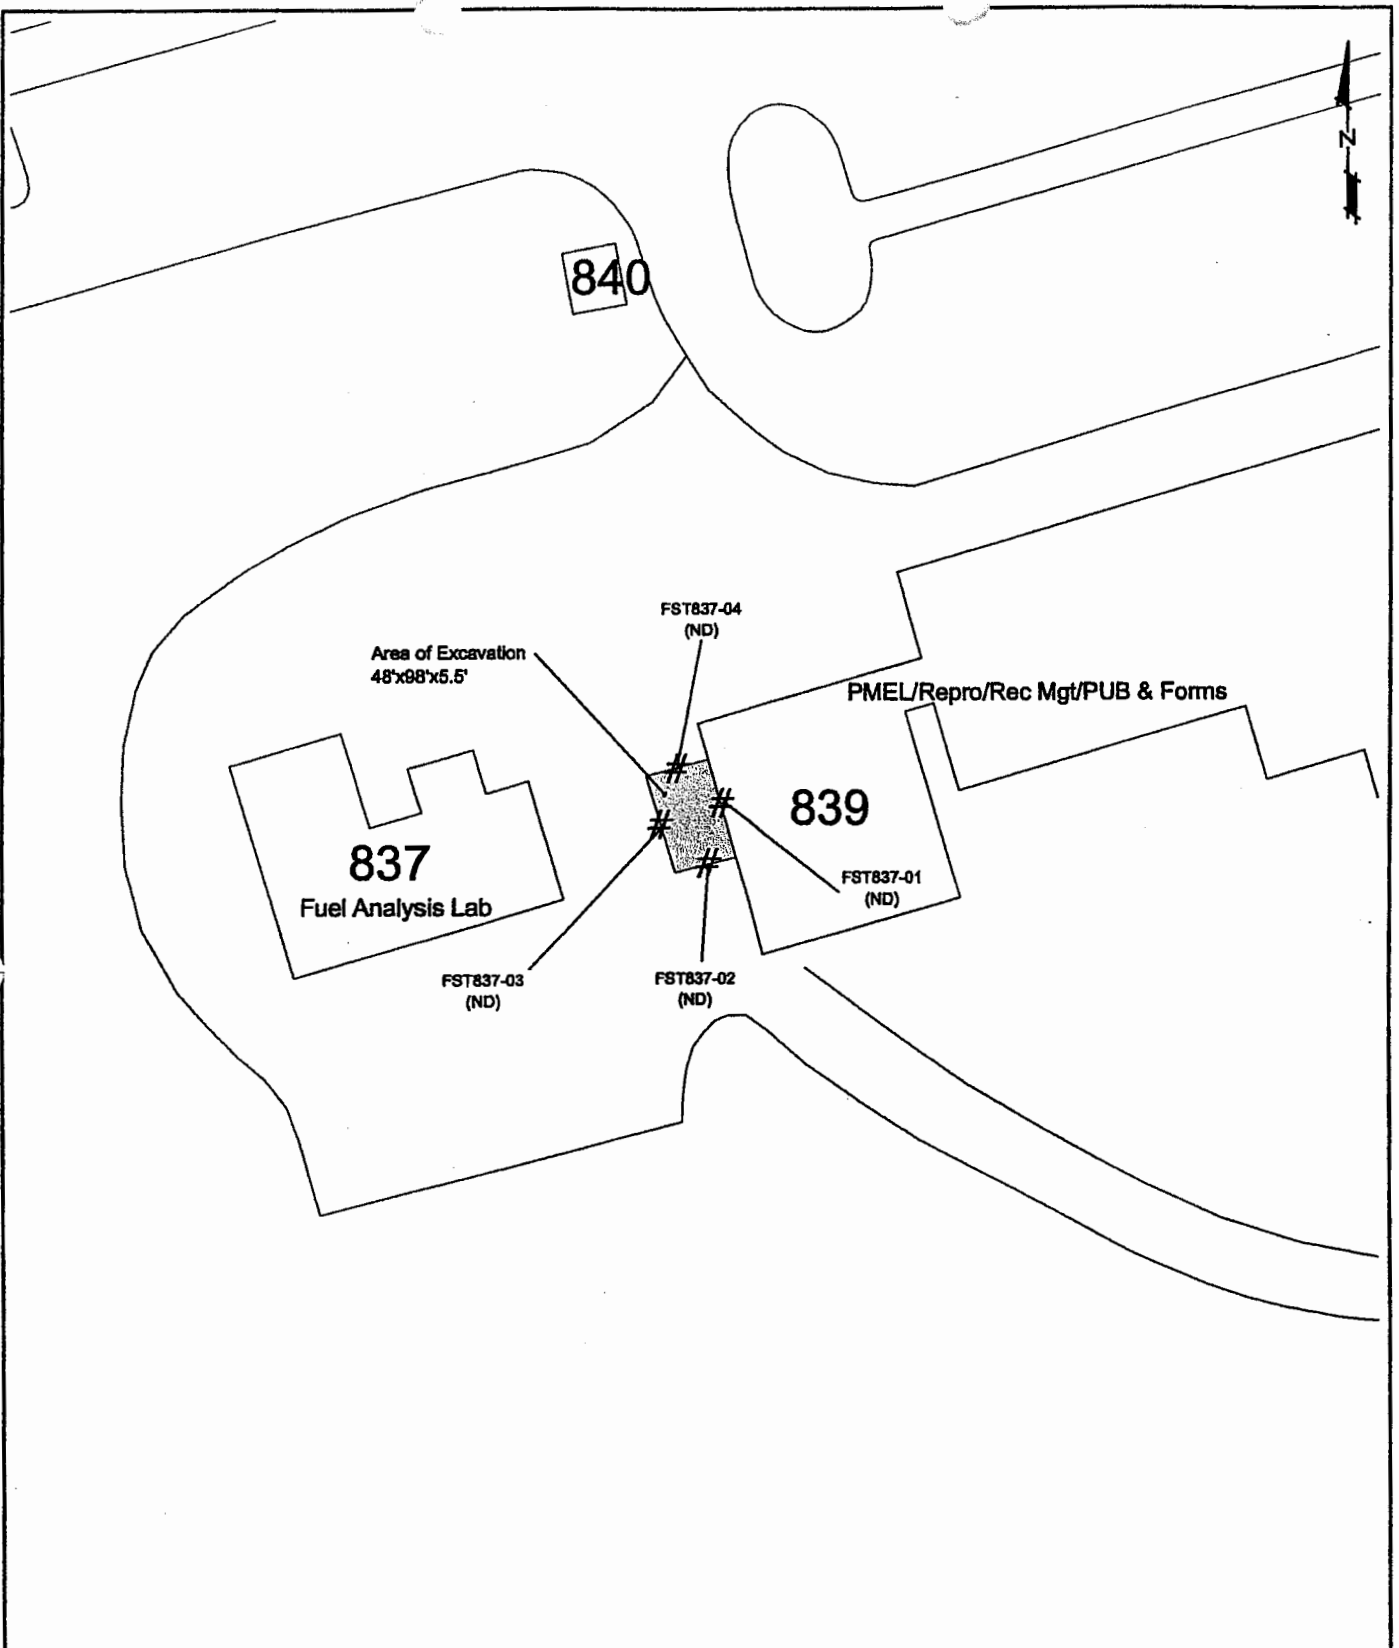 N
840
FST837-04
(ND)
Area of Excavation
48'x98'x5.5'
PMEL/Repro/Rec Mgt/PUB & Forms
#
#
839
#
837
#
FST837-01
(ND)
Fuel Analysis Lab
FST837-03
(ND)
FST837-02
(ND)